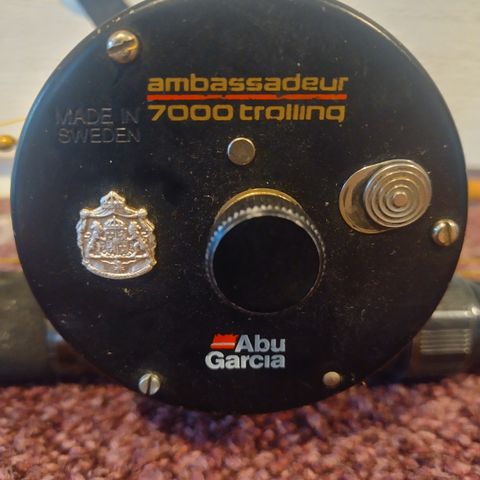 ambassadeur
7000 trolling
MADE IN
SWEDEN
Abu
Garcia